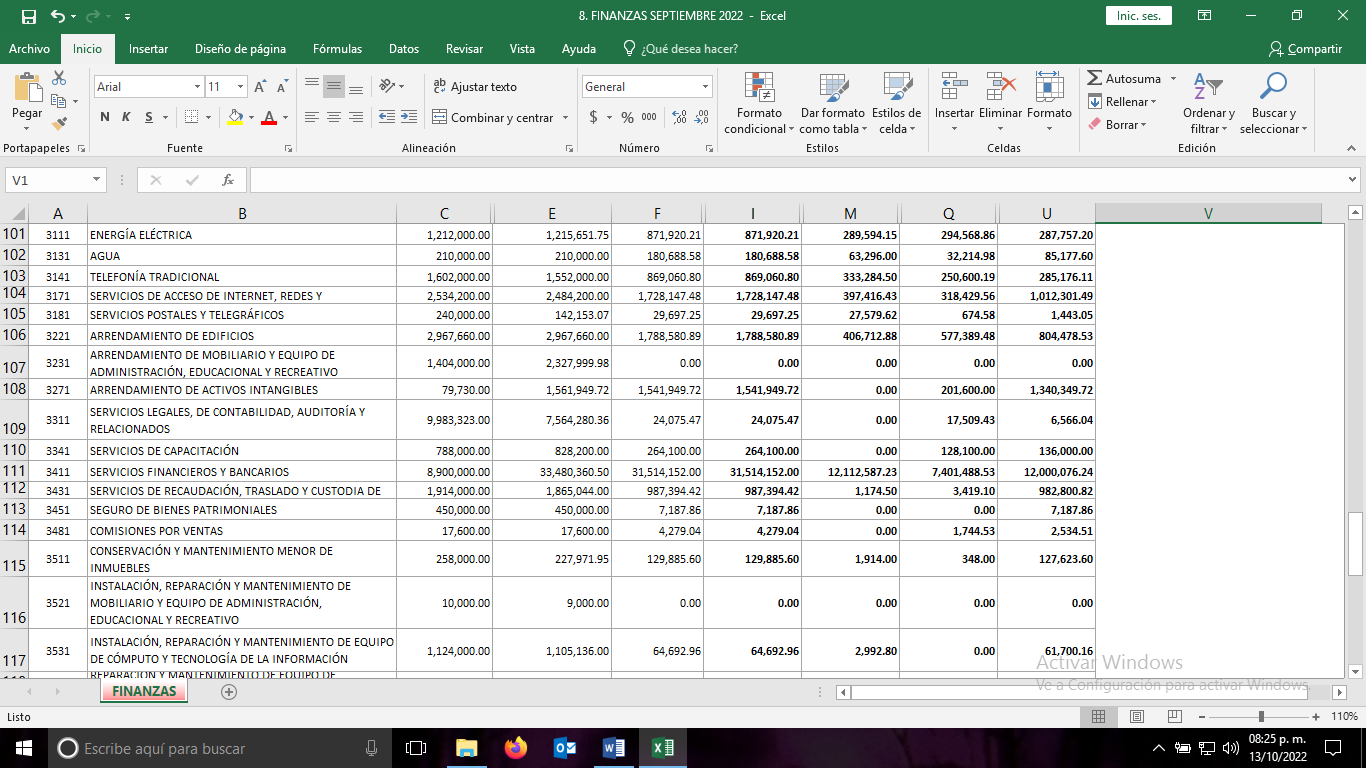 8. FINANZAS SEPTIEMBRE 2022 - Excel
Inic. ses.
Archivo Inicio Insertar Diseño de página Fórmulas Datos Revisar Vista Ayuda ¿Qué desea hacer? Compartir
Pegar
Portapapeles
Arial 11
N K S
Fuente
Ajustar texto
Combinar y centrar
Alineación
General
$ % 000
Número
Formato condicional
Dar formato como tabla
Estilos de celda
Estilos
Insertar Eliminar Formato
Celdas
Autosuma
Rellenar
Borrar
Ordenar y filtrar
Buscar y seleccionar
Edición
V1 fx
A B C E F I M Q U V
101 3111 ENERGÍA ELÉCTRICA 1,212,000.00 1,215,651.75 871,920.21 871,920.21 289,594.15 294,568.86 287,757.20
102 3131 AGUA 210,000.00 210,000.00 180,688.58 180,688.58 63,296.00 32,214.98 85,177.60
103 3141 TELEFONÍA TRADICIONAL 1,602,000.00 1,552,000.00 869,060.80 869,060.80 333,284.50 250,600.19 285,176.11
104 3171 SERVICIOS DE ACCESO DE INTERNET, REDES Y 2,534,200.00 2,484,200.00 1,728,147.48 1,728,147.48 397,416.43 318,429.56 1,012,301.49
105 3181 SERVICIOS POSTALES Y TELEGRÁFICOS 240,000.00 142,153.07 29,697.25 29,697.25 27,579.62 674.58 1,443.05
106 3221 ARRENDAMIENTO DE EDIFICIOS 2,967,660.00 2,967,660.00 1,788,580.89 1,788,580.89 406,712.88 577,389.48 804,478.53
107 3231 ARRENDAMIENTO DE MOBILIARIO Y EQUIPO DE
ADMINISTRACIÓN, EDUCACIONAL Y RECREATIVO 1,404,000.00 2,327,999.98 0.00 0.00 0.00 0.00 0.00
108 3271 ARRENDAMIENTO DE ACTIVOS INTANGIBLES 79,730.00 1,561,949.72 1,541,949.72 1,541,949.72 0.00 201,600.00 1,340,349.72
109 3311 SERVICIOS LEGALES, DE CONTABILIDAD, AUDITORÍA Y
RELACIONADOS 9,983,323.00 7,564,280.36 24,075.47 24,075.47 0.00 17,509.43 6,566.04
110 3341 SERVICIOS DE CAPACITACIÓN 788,000.00 828,200.00 264,100.00 264,100.00 0.00 128,100.00 136,000.00
111 3411 SERVICIOS FINANCIEROS Y BANCARIOS 8,900,000.00 33,480,360.50 31,514,152.00 31,514,152.00 12,112,587.23 7,401,488.53 12,000,076.24
112 3431 SERVICIOS DE RECAUDACIÓN, TRASLADO Y CUSTODIA DE 1,914,000.00 1,865,044.00 987,394.42 987,394.42 1,174.50 3,419.10 982,800.82
113 3451 SEGURO DE BIENES PATRIMONIALES 450,000.00 450,000.00 7,187.86 7,187.86 0.00 0.00 7,187.86
114 3481 COMISIONES POR VENTAS 17,600.00 17,600.00 4,279.04 4,279.04 0.00 1,744.53 2,534.51
115 3511 CONSERVACIÓN Y MANTENIMIENTO MENOR DE
INMUEBLES 258,000.00 227,971.95 129,885.60 129,885.60 1,914.00 348.00 127,623.60
116 3521 INSTALACIÓN, REPARACIÓN Y MANTENIMIENTO DE
MOBILIARIO Y EQUIPO DE ADMINISTRACIÓN,
EDUCACIONAL Y RECREATIVO 10,000.00 9,000.00 0.00 0.00 0.00 0.00 0.00
117 3531 INSTALACIÓN, REPARACIÓN Y MANTENIMIENTO DE EQUIPO
DE CÓMPUTO Y TECNOLOGÍA DE LA INFORMACIÓN 1,124,000.00 1,105,136.00 64,692.96 64,692.96 2,992.80 0.00 61,700.16
REPARACIÓN Y MANTENIMIENTO DE EQUIPO DE
Activar Windows
Ve a Configuración para activar Windows.
FINANZAS
Listo
110%
Escribe aquí para buscar
08:25 p. m.
13/10/2022